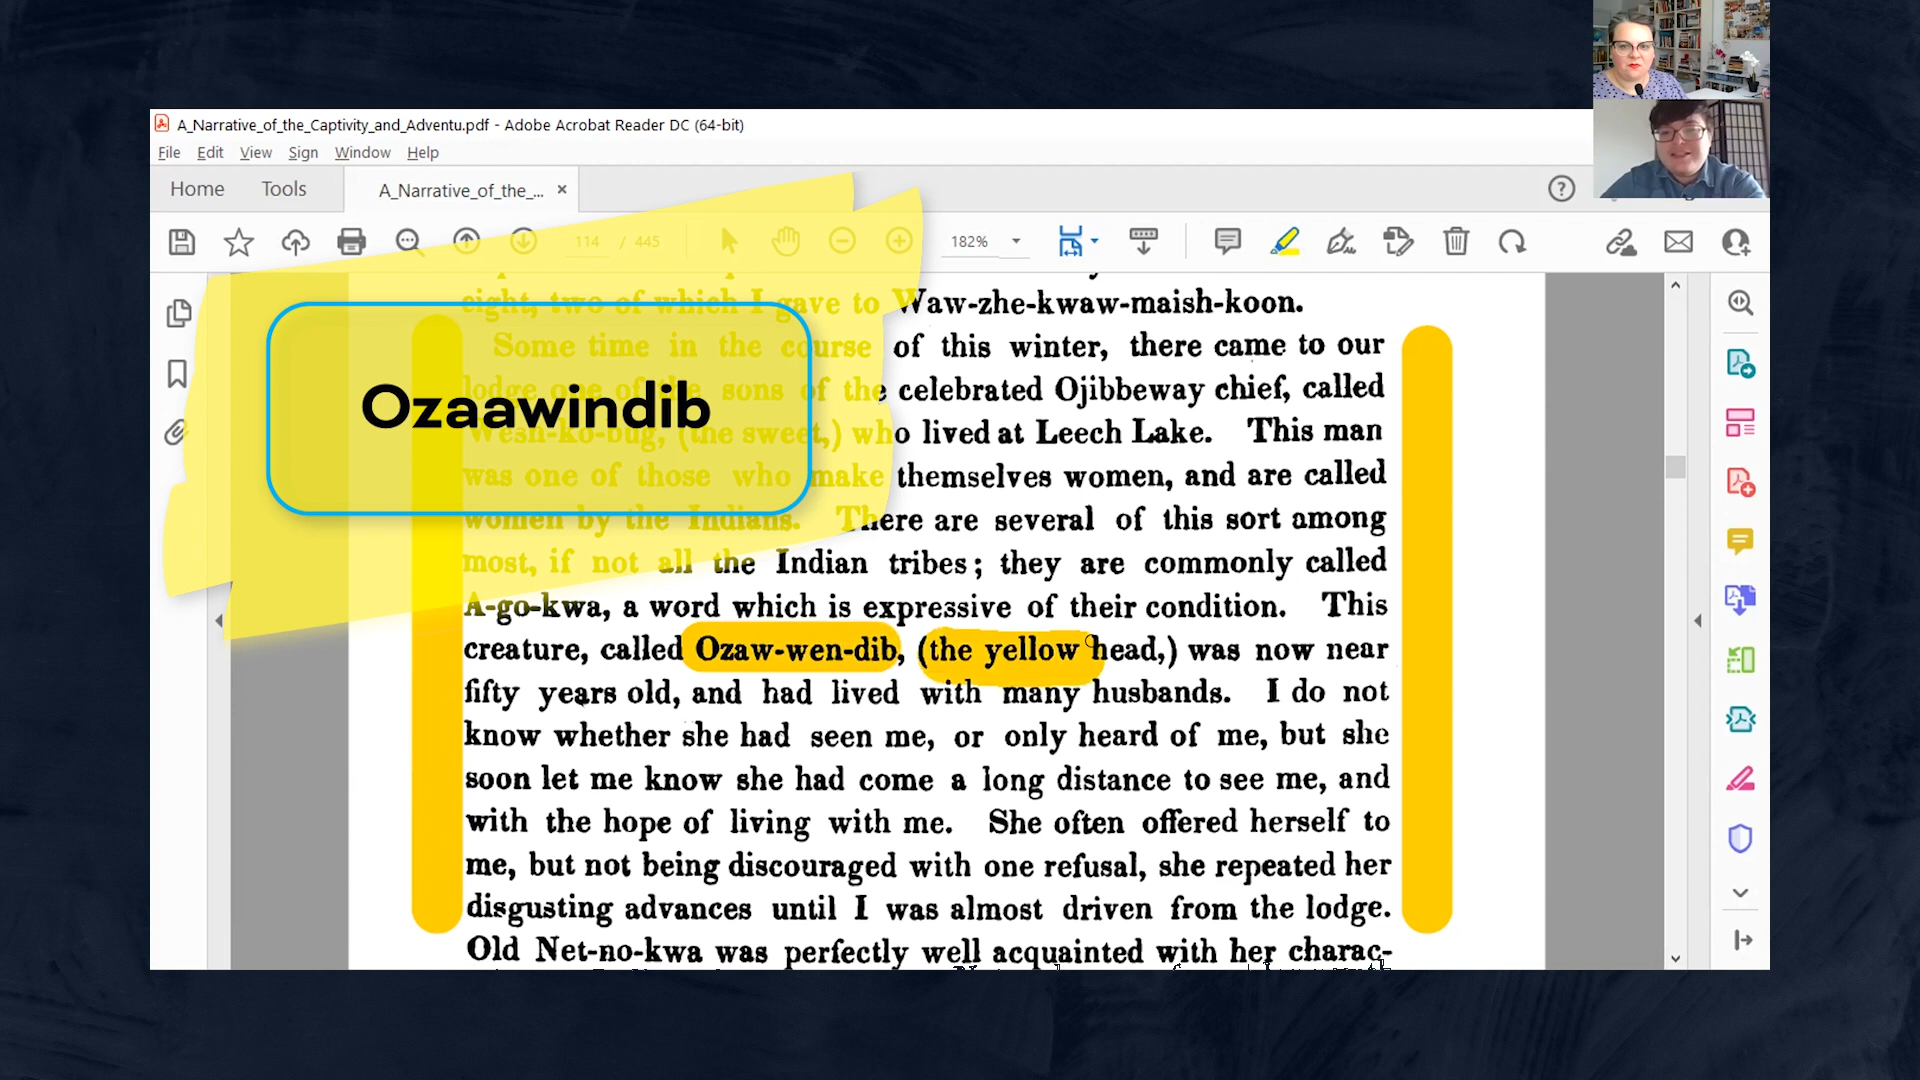 A_Narrative_of_the_Captivity_and_Adventu.pdf - Adobe Acrobat Reader DC (64-bit)
File Edit View Sign Window Help
Home Tools A_Narrative_of_the_... ×
114 / 445 182%
eight, two of which I gave to Waw-zhe-kwaw-maish-koon.
Some time in the course of this winter, there came to our
lodge one of the sons of the celebrated Ojibbeway chief, called
Ozaawindib
Wesh-ko-bug, (the sweet,) who lived at Leech Lake. This man
was one of those who make themselves women, and are called
women by the Indians. There are several of this sort among
most, if not all the Indian tribes; they are commonly called
A-go-kwa, a word which is expressive of their condition. This
creature, called Ozaw-wen-dib, (the yellow head,) was now near
fifty years old, and had lived with many husbands. I do not
know whether she had seen me, or only heard of me, but she
soon let me know she had come a long distance to see me, and
with the hope of living with me. She often offered herself to
me, but not being discouraged with one refusal, she repeated her
disgusting advances until I was almost driven from the lodge.
Old Net-no-kwa was perfectly well acquainted with her charac-